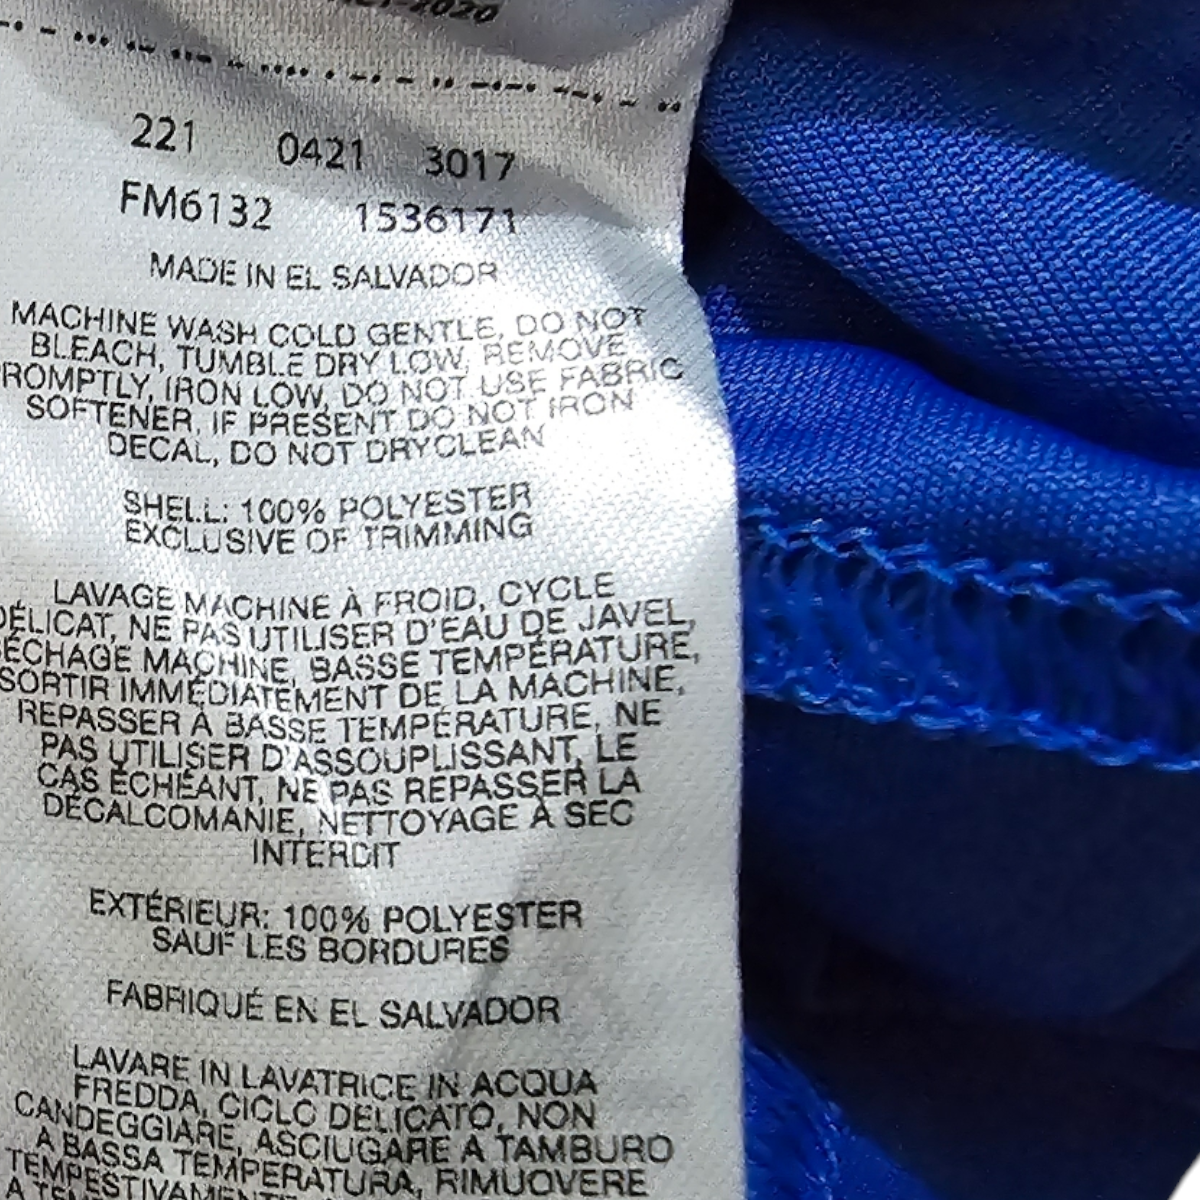 2020
221 0421 3017
FM6132 1536171
MADE IN EL SALVADOR
MACHINE WASH COLD GENTLE, DO NOT
BLEACH, TUMBLE DRY LOW, REMOVE
ROMPTLY, IRON LOW, DO NOT USE FABRIC
SOFTENER, IF PRESENT DO NOT IRON
DECAL, DO NOT DRYCLEAN
SHELL: 100% POLYESTER
EXCLUSIVE OF TRIMMING
LAVAGE MACHINE À FROID, CYCLE
DÉLICAT, NE PAS UTILISER D'EAU DE JAVEL,
SÉCHAGE MACHINE, BASSE TEMPÉRATURE,
SORTIR IMMÉDIATEMENT DE LA MACHINE,
REPASSER À BASSE TEMPÉRATURE, NE
PAS UTILISER D'ASSOUPLISSANT, LE
CAS ÉCHÉANT, NE PAS REPASSER LA
DÉCALCOMANIE, NETTOYAGE À SEC
INTERDIT
EXTÉRIEUR: 100% POLYESTER
SAUF LES BORDURES
FABRIQUÉ EN EL SALVADOR
LAVARE IN LAVATRICE IN ACQUA
FREDDA, CICLO DELICATO, NON
CANDEGGIARE, ASCIUGARE A TAMBURO
A BASSA TEMPERATURA, RIMUOVERE
TEMPESTIVAMENTE,